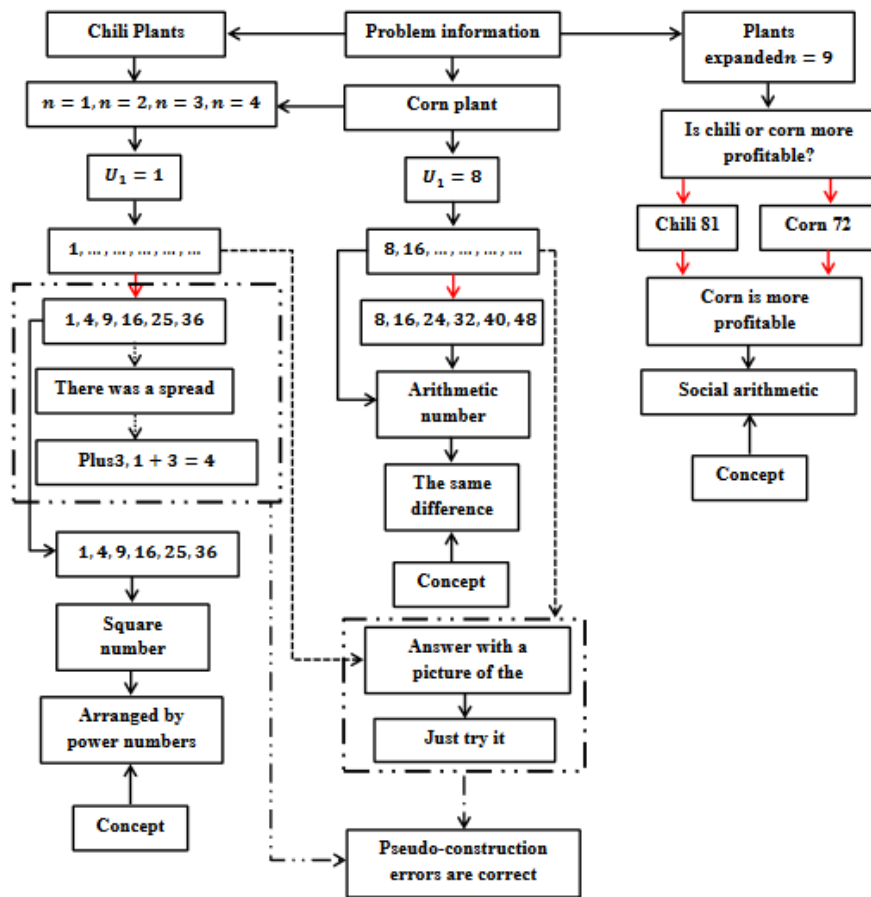 Chili Plants
Problem information
Plants
expandedn = 9
n = 1, n = 2, n = 3, n = 4
Corn plant
Is chili or corn more
profitable?
U₁ = 1
U₁ = 8
Chili 81
Corn 72
1, ... , ... , ... , ... , ...
8, 16, ... , ... , ... , ...
Corn is more
profitable
1, 4, 9, 16, 25, 36
8, 16, 24, 32, 40, 48
There was a spread
Arithmetic
number
Social arithmetic
Plus3, 1 + 3 = 4
The same
difference
Concept
1, 4, 9, 16, 25, 36
Concept
Square
number
Answer with a
picture of the
Arranged by
power numbers
Just try it
Concept
Pseudo-construction
errors are correct